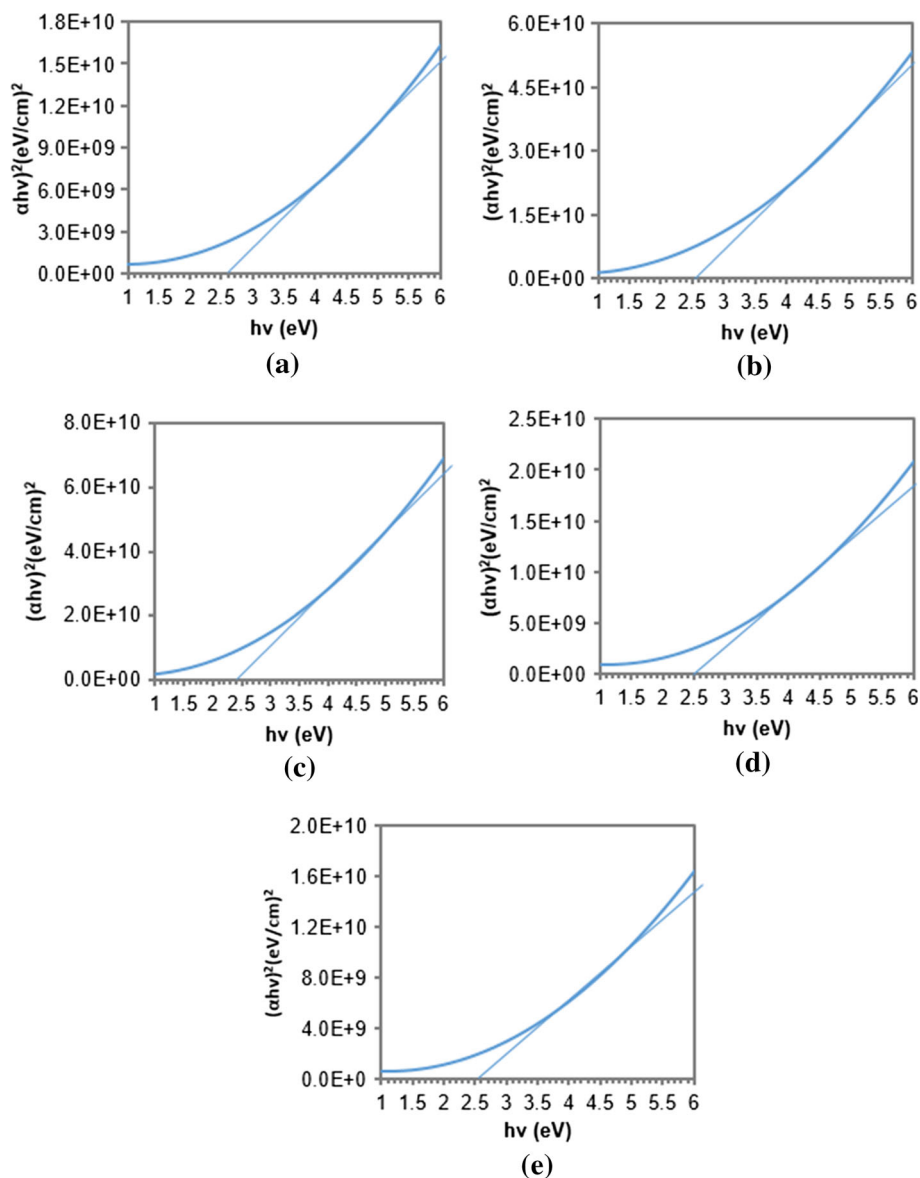 1.8E+10
1.5E+10
1.2E+10
9.0E+09
6.0E+09
3.0E+09
0.0E+00
αhν)²(eV/cm)²
1 1.5 2 2.5 3 3.5 4 4.5 5 5.5 6
hν (eV)
(a)
6.0E+10
4.5E+10
3.0E+10
1.5E+10
0.0E+00
(αhν)²(eV/cm)²
1 1.5 2 2.5 3 3.5 4 4.5 5 5.5 6
hν (eV)
(b)
8.0E+10
6.0E+10
4.0E+10
2.0E+10
0.0E+00
(αhν)²(eV/cm)²
1 1.5 2 2.5 3 3.5 4 4.5 5 5.5 6
hν (eV)
(c)
2.5E+10
2.0E+10
1.5E+10
1.0E+10
5.0E+09
0.0E+00
(αhν)²(eV/cm)²
1 1.5 2 2.5 3 3.5 4 4.5 5 5.5 6
hν (eV)
(d)
2.0E+10
1.6E+10
1.2E+10
8.0E+9
4.0E+9
0.0E+0
(αhν)²(eV/cm)²
1 1.5 2 2.5 3 3.5 4 4.5 5 5.5 6
hν (eV)
(e)